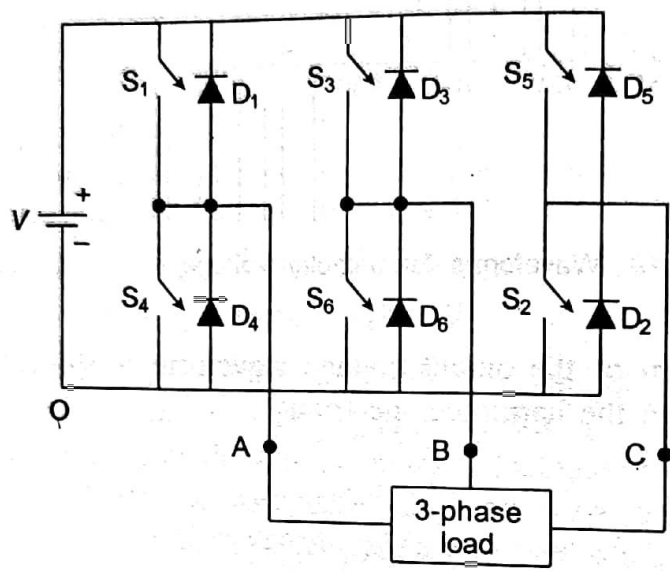 S₁
D₁
S₃
D₃
S₅
D₅
V
+
−
S₄
D₄
S₆
D₆
S₂
D₂
O
A
B
C
3-phase
load